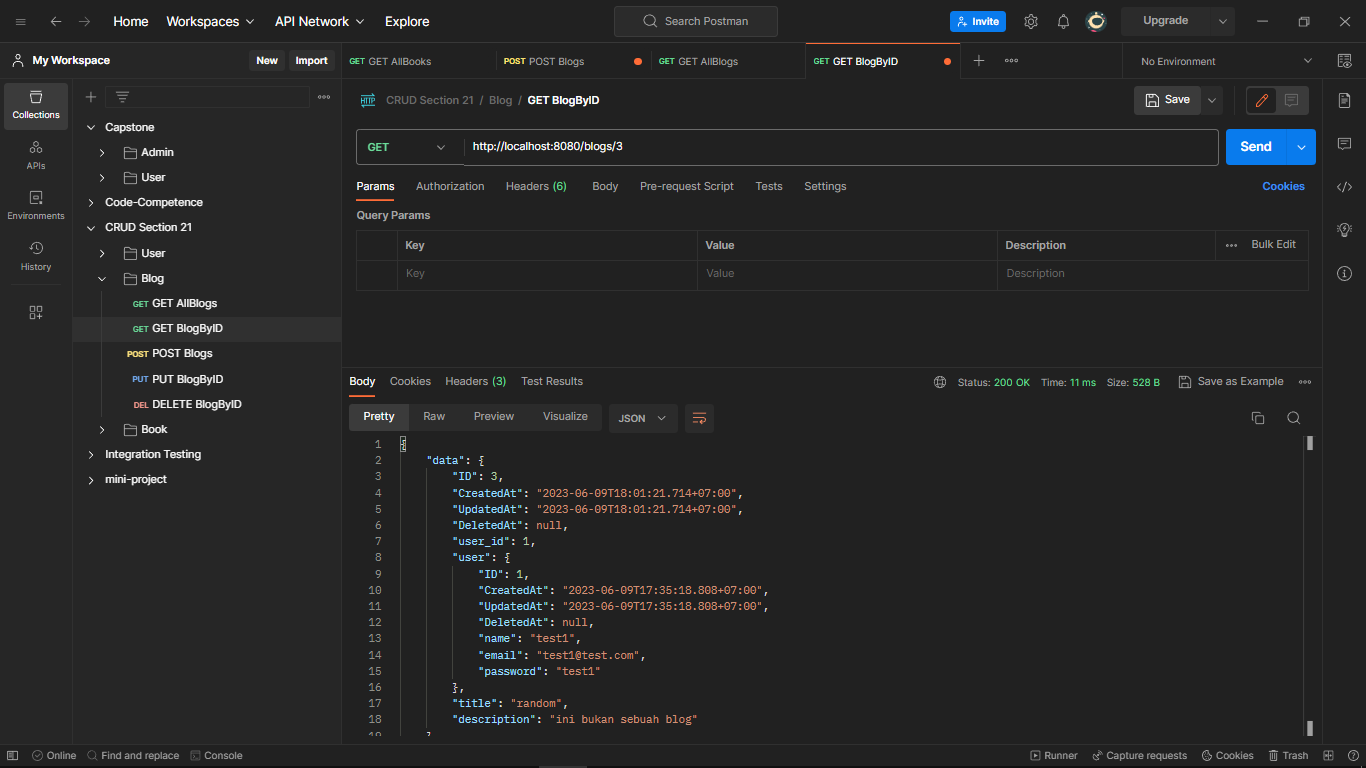 Home Workspaces API Network Explore Search Postman Invite Upgrade
My Workspace New Import
GET GET AllBooks POST POST Blogs GET GET AllBlogs GET GET BlogByID No Environment
Collections
APIs
Environments
History
Capstone
Admin
User
Code-Competence
CRUD Section 21
User
Blog
GET GET AllBlogs
GET GET BlogByID
POST POST Blogs
PUT PUT BlogByID
DEL DELETE BlogByID
Book
Integration Testing
mini-project
HTTP CRUD Section 21 / Blog / GET BlogByID Save
GET http://localhost:8080/blogs/3 Send
Params Authorization Headers (6) Body Pre-request Script Tests Settings Cookies
Query Params
Key Value Description Bulk Edit
Key Value Description
Body Cookies Headers (3) Test Results Status: 200 OK Time: 11 ms Size: 528 B Save as Example
Pretty Raw Preview Visualize JSON
1 {
2 "data": {
3 "ID": 3,
4 "CreatedAt": "2023-06-09T18:01:21.714+07:00",
5 "UpdatedAt": "2023-06-09T18:01:21.714+07:00",
6 "DeletedAt": null,
7 "user_id": 1,
8 "user": {
9 "ID": 1,
10 "CreatedAt": "2023-06-09T17:35:18.808+07:00",
11 "UpdatedAt": "2023-06-09T17:35:18.808+07:00",
12 "DeletedAt": null,
13 "name": "test1",
14 "email": "test1@test.com",
15 "password": "test1"
16 },
17 "title": "random",
18 "description": "ini bukan sebuah blog"
Online Find and replace Console Runner Capture requests Cookies Trash